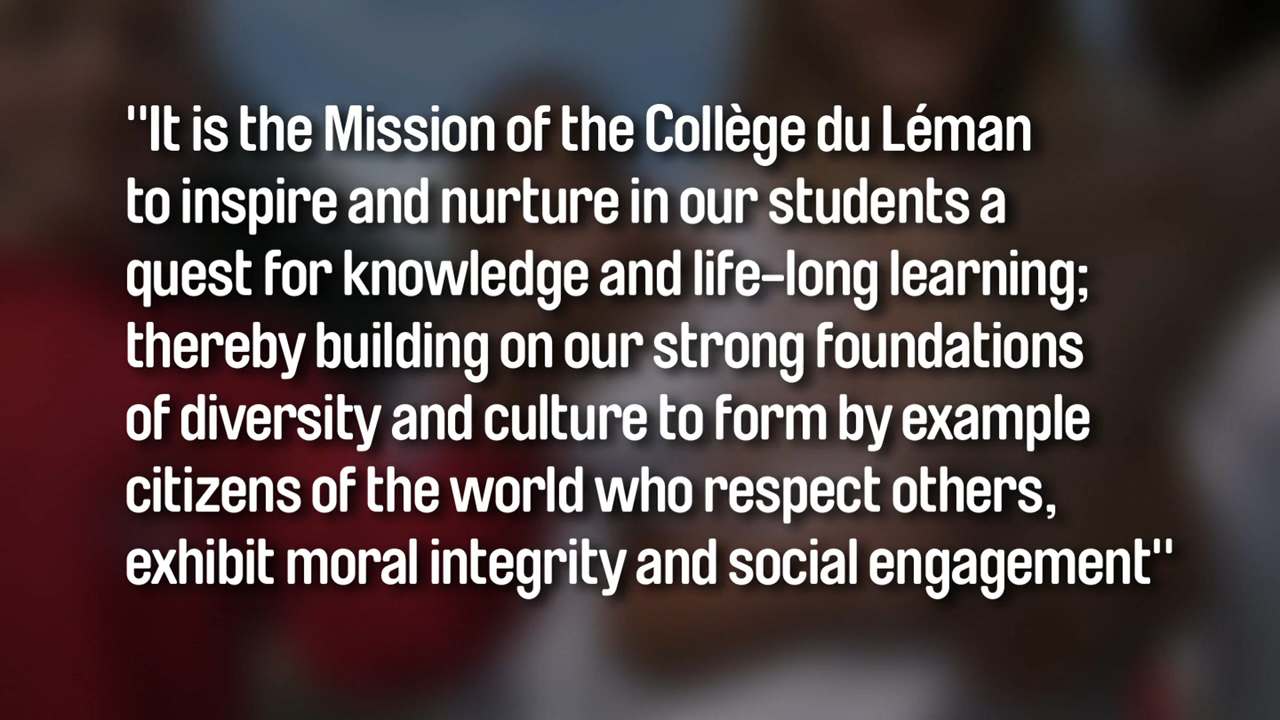 "It is the Mission of the Collège du Léman
to inspire and nurture in our students a
quest for knowledge and life-long learning;
thereby building on our strong foundations
of diversity and culture to form by example
citizens of the world who respect others,
exhibit moral integrity and social engagement"